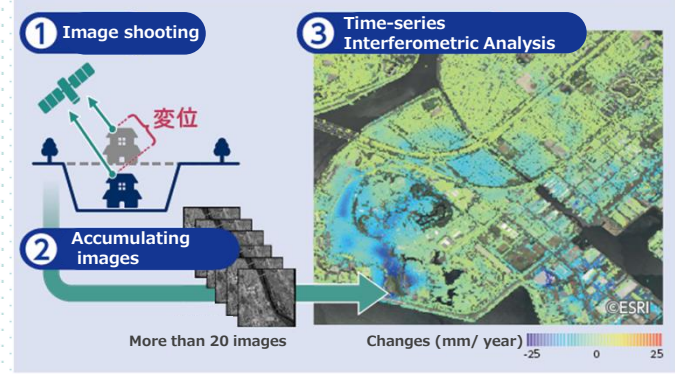 1 Image shooting
変位
2 Accumulating
images
More than 20 images
3 Time-series
Interferometric Analysis
©ESRI
Changes (mm/ year)
-25 0 25